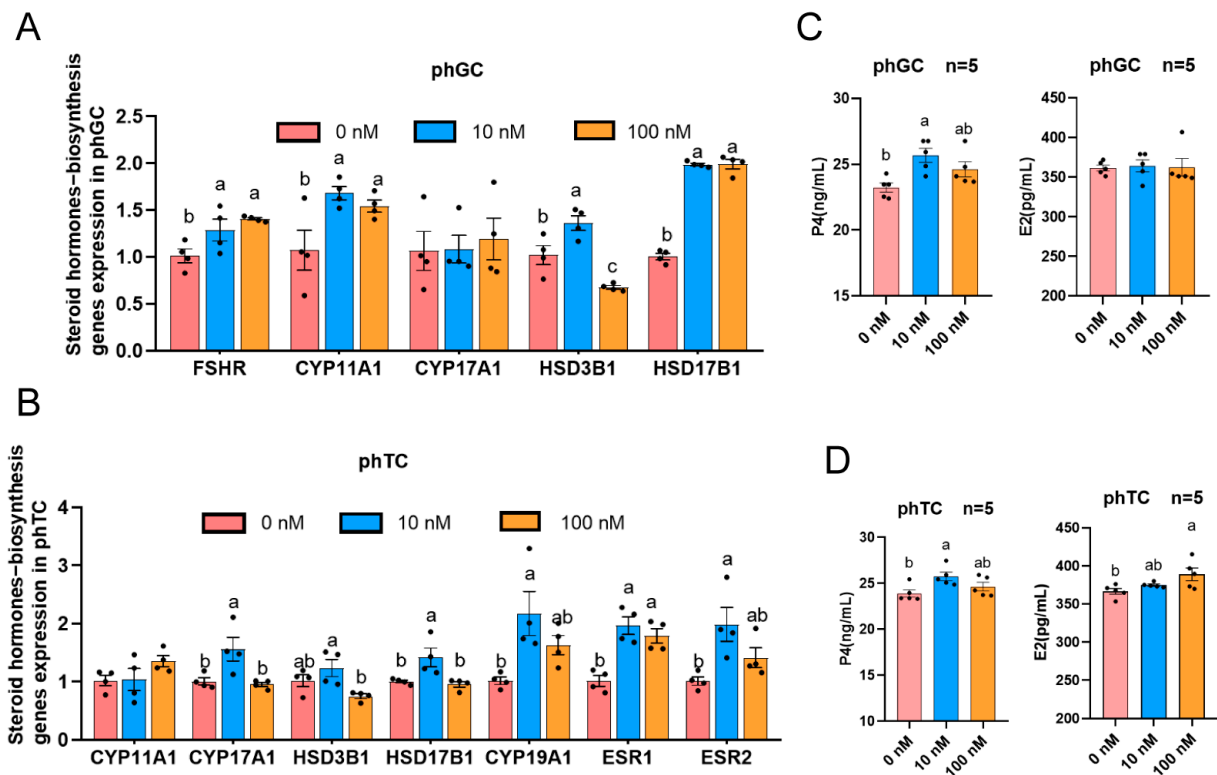 A
phGC
Steroid hormones–biosynthesis
genes expression in phGC
0 nM 10 nM 100 nM
2.5
2.0
1.5
1.0
0.5
0.0
b a a b a a b a c b a a
FSHR CYP11A1 CYP17A1 HSD3B1 HSD17B1
B
phTC
Steroid hormones–biosynthesis
genes expression in phTC
0 nM 10 nM 100 nM
4
3
2
1
0
b a b ab a b b a b b a ab b a a b a ab
CYP11A1 CYP17A1 HSD3B1 HSD17B1 CYP19A1 ESR1 ESR2
C
phGC n=5
P4(ng/mL)
30
25
20
15
b a ab
0 nM 10 nM 100 nM
phGC n=5
E2(pg/mL)
450
400
350
300
250
200
0 nM 10 nM 100 nM
D
phTC n=5
P4(ng/mL)
30
25
20
15
10
b a ab
0 nM 10 nM 100 nM
phTC n=5
E2(pg/mL)
450
400
350
300
250
200
b ab a
0 nM 10 nM 100 nM